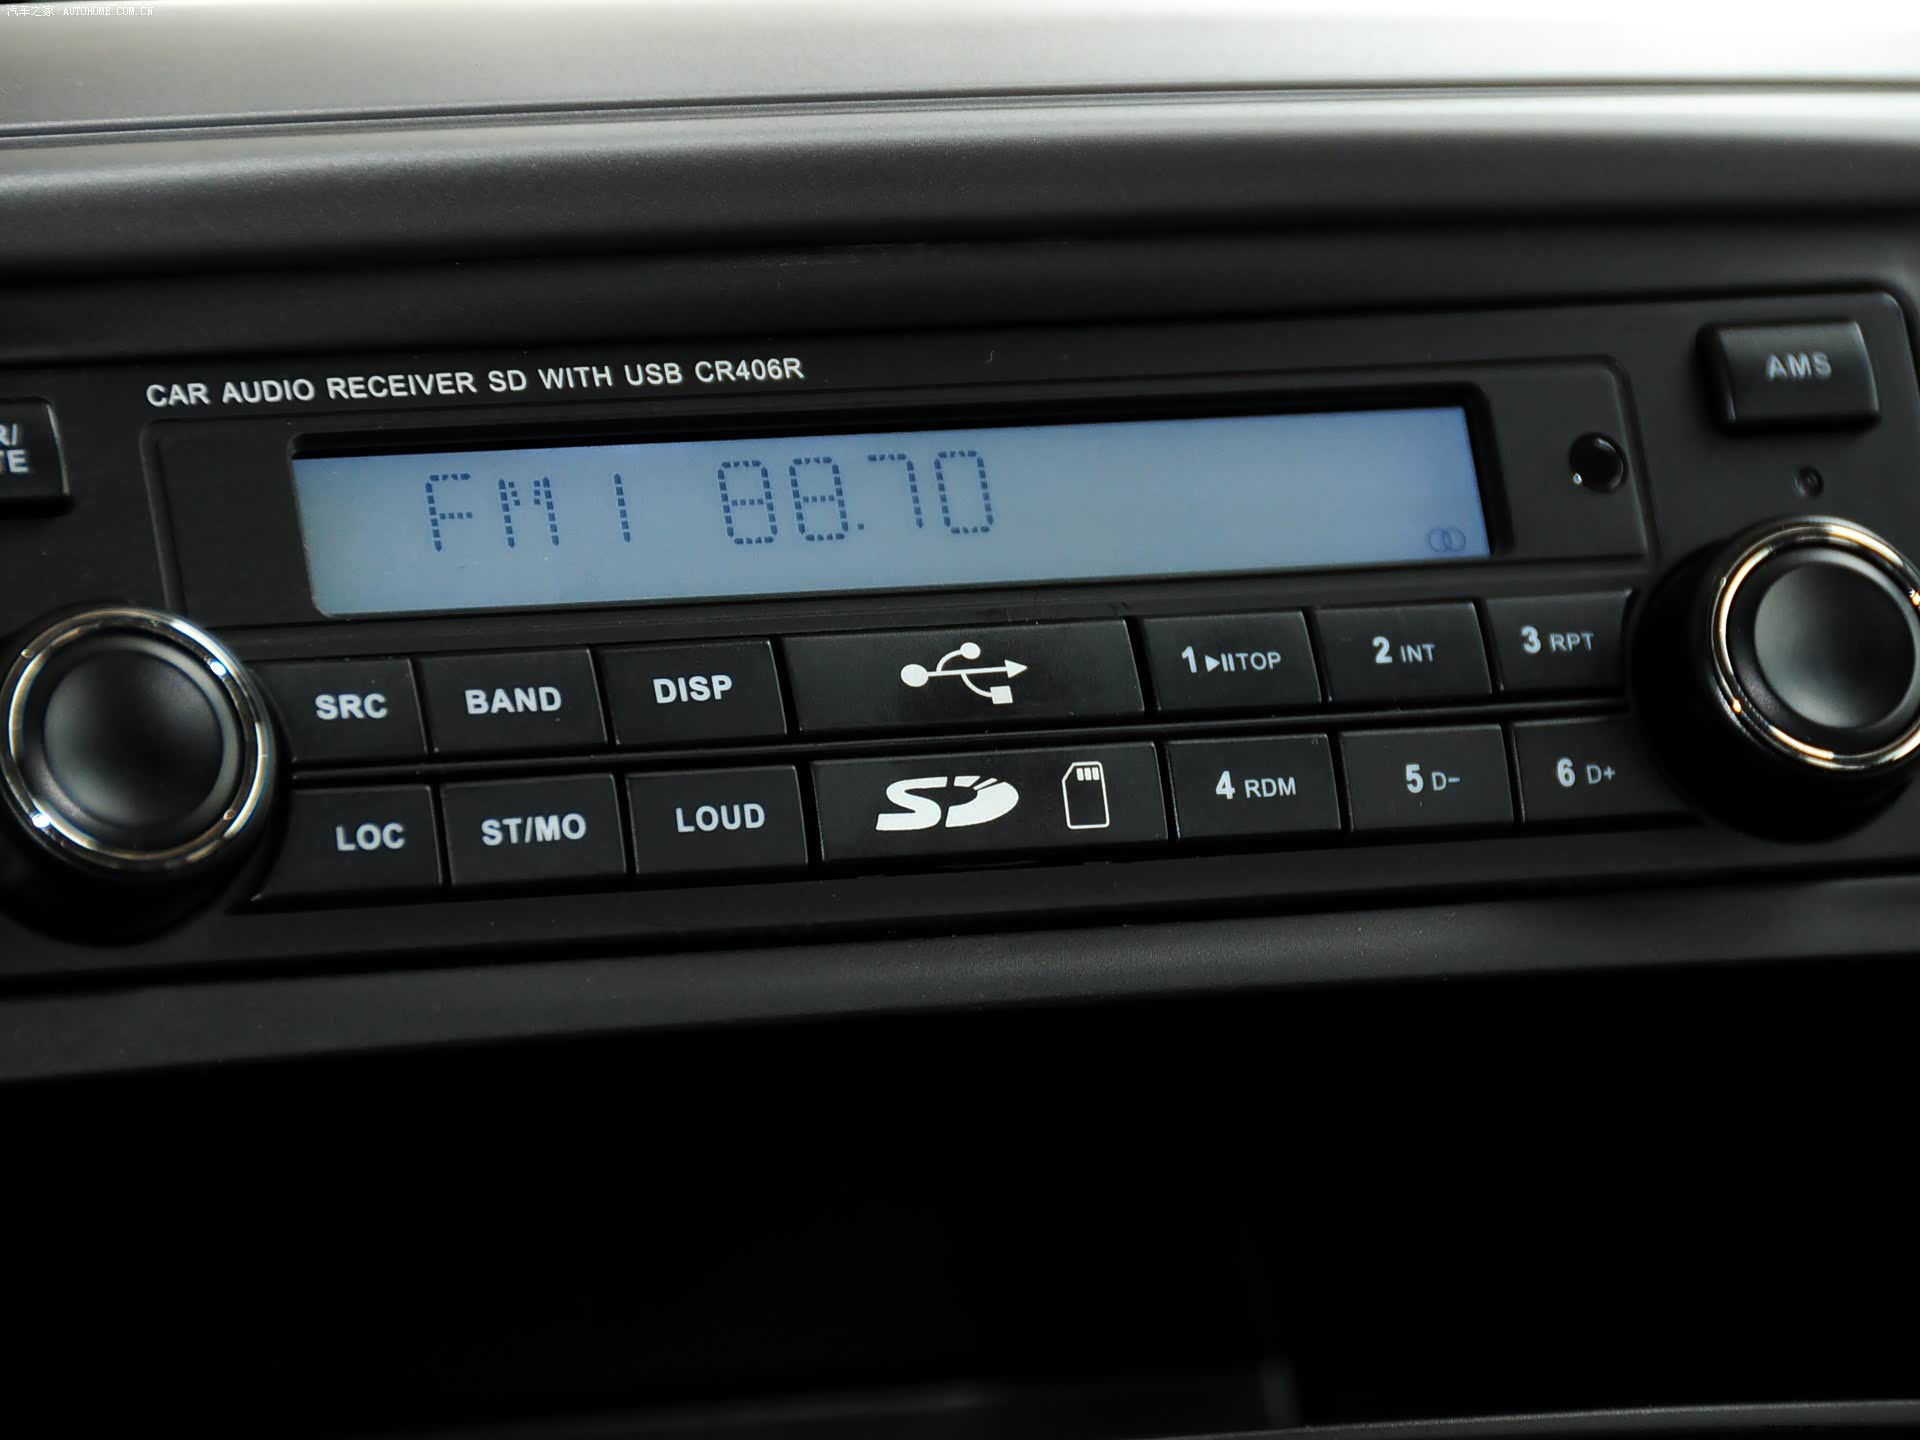 汽车之家 AUTOHOME.COM.CN
CAR AUDIO RECEIVER SD WITH USB CR406R
AMS
FM1 88.70
SRC BAND DISP 1 ▶IITOP 2 INT 3 RPT
LOC ST/MO LOUD SD 4 RDM 5 D- 6 D+